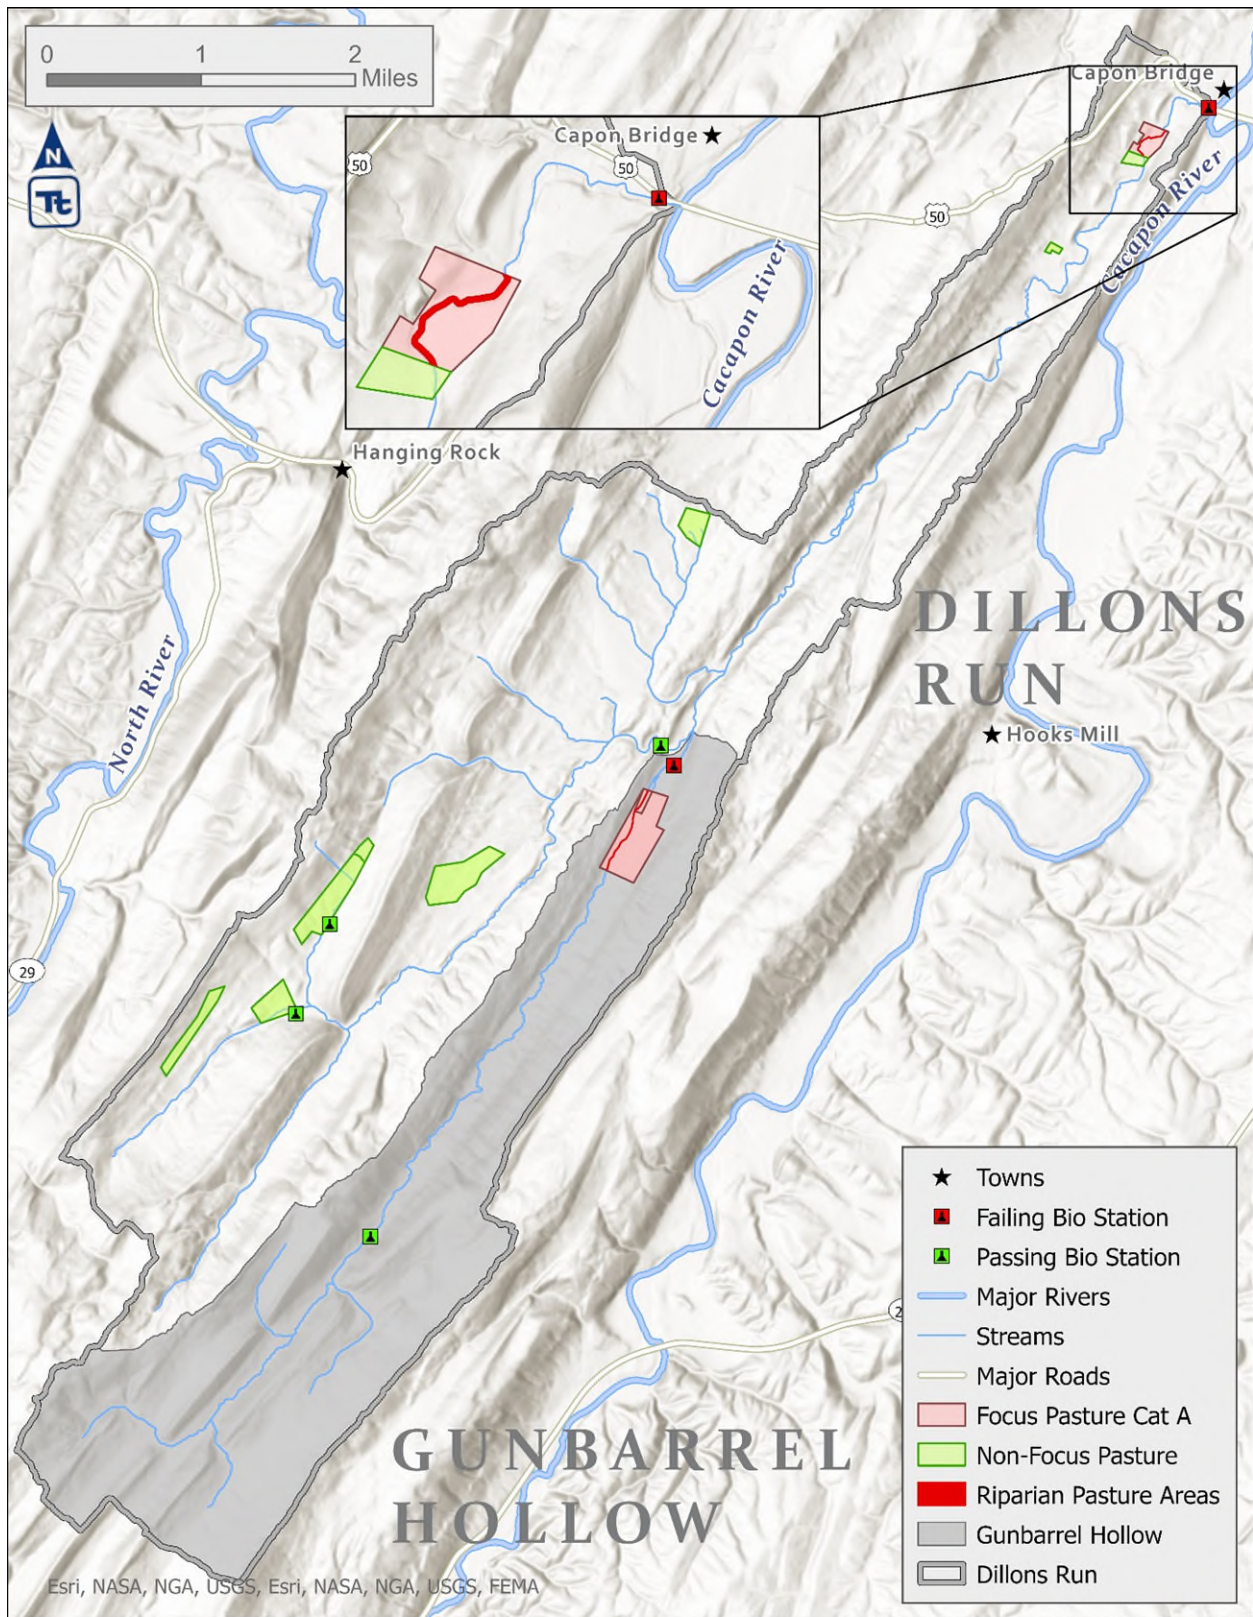 0 1 2
Miles
N
Tt
Capon Bridge
50
50
Cacapon River
Capon Bridge
50
Cacapon River
Hanging Rock
North River
DILLONS
RUN
Hooks Mill
29
GUNBARREL
HOLLOW
2
Towns
Failing Bio Station
Passing Bio Station
Major Rivers
Streams
Major Roads
Focus Pasture Cat A
Non-Focus Pasture
Riparian Pasture Areas
Gunbarrel Hollow
Dillons Run
Esri, NASA, NGA, USGS, Esri, NASA, NGA, USGS, FEMA